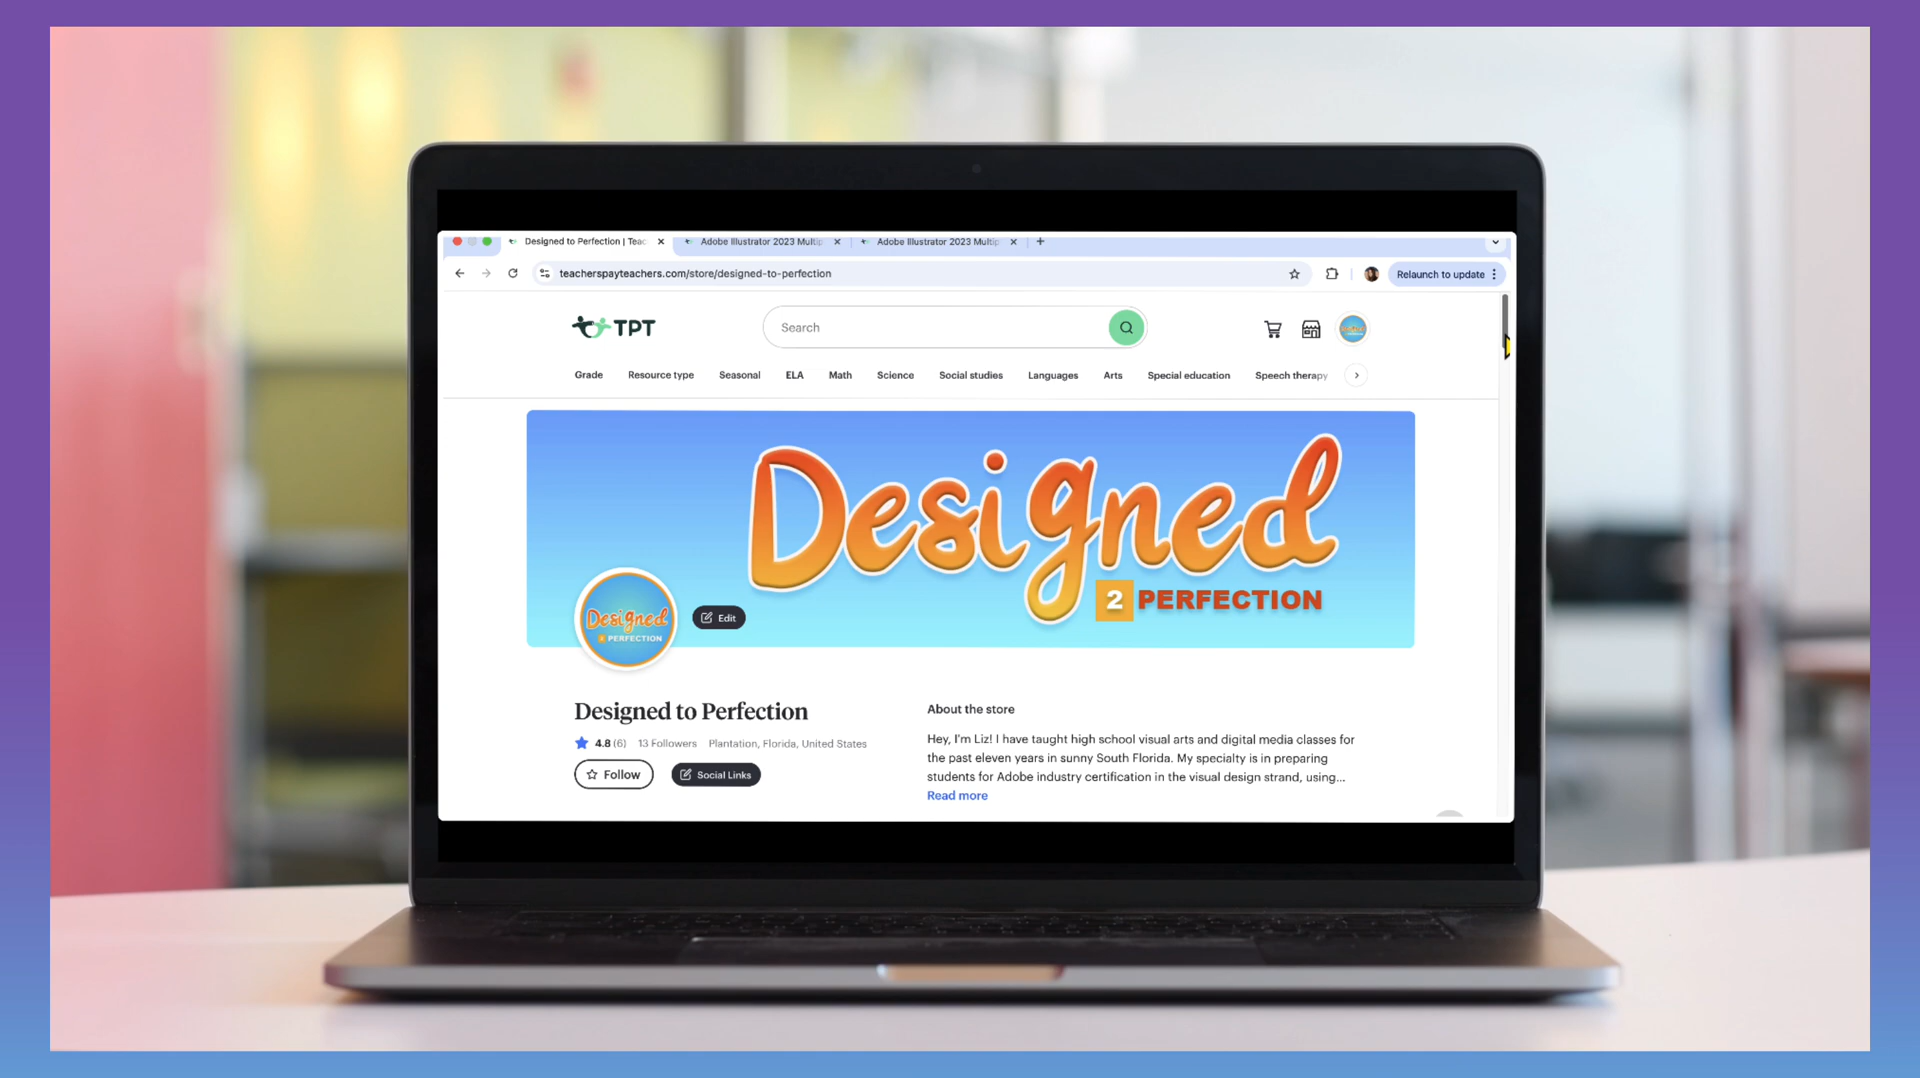 Designed to Perfection | Teac
Adobe Illustrator 2023 Multip
Adobe Illustrator 2023 Multip
teacherspayteachers.com/store/designed-to-perfection
Relaunch to update
TPT
Search
Grade Resource type Seasonal ELA Math Science Social studies Languages Arts Special education Speech therapy
Designed
2 PERFECTION
Designed
2 PERFECTION
Edit
Designed to Perfection
4.8 (6) 13 Followers Plantation, Florida, United States
Follow
Social Links
About the store
Hey, I'm Liz! I have taught high school visual arts and digital media classes for
the past eleven years in sunny South Florida. My specialty is in preparing
students for Adobe industry certification in the visual design strand, using...
Read more